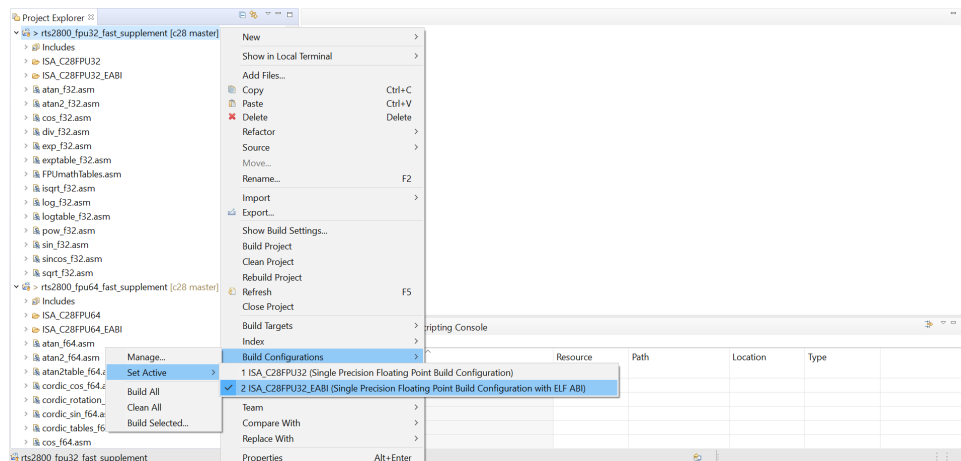 Project Explorer
> rts2800_fpu32_fast_supplement [c28 master]
Includes
ISA_C28FPU32
ISA_C28FPU32_EABI
atan_f32.asm
atan2_f32.asm
cos_f32.asm
div_f32.asm
exp_f32.asm
exptable_f32.asm
FPUmathTables.asm
isqrt_f32.asm
log_f32.asm
logtable_f32.asm
pow_f32.asm
sin_f32.asm
sincos_f32.asm
sqrt_f32.asm
> rts2800_fpu64_fast_supplement [c28 master]
Includes
ISA_C28FPU64
ISA_C28FPU64_EABI
atan_f64.asm
atan2_f64.asm
atan2table_f64.a
cordic_cos_f64.a
cordic_rotation_
cordic_sin_f64.a
cordic_tables_f6
cos_f64.asm
rts2800_fpu32_fast_supplement
New
Show in Local Terminal
Add Files...
Copy Ctrl+C
Paste Ctrl+V
Delete Delete
Refactor
Source
Move...
Rename... F2
Import
Export...
Show Build Settings...
Build Project
Clean Project
Rebuild Project
Refresh F5
Close Project
Build Targets
Index
Build Configurations
Team
Compare With
Replace With
Properties Alt+Enter
Manage...
Set Active
Build All
Clean All
Build Selected...
1 ISA_C28FPU32 (Single Precision Floating Point Build Configuration)
2 ISA_C28FPU32_EABI (Single Precision Floating Point Build Configuration with ELF ABI)
cripting Console
Resource Path Location Type